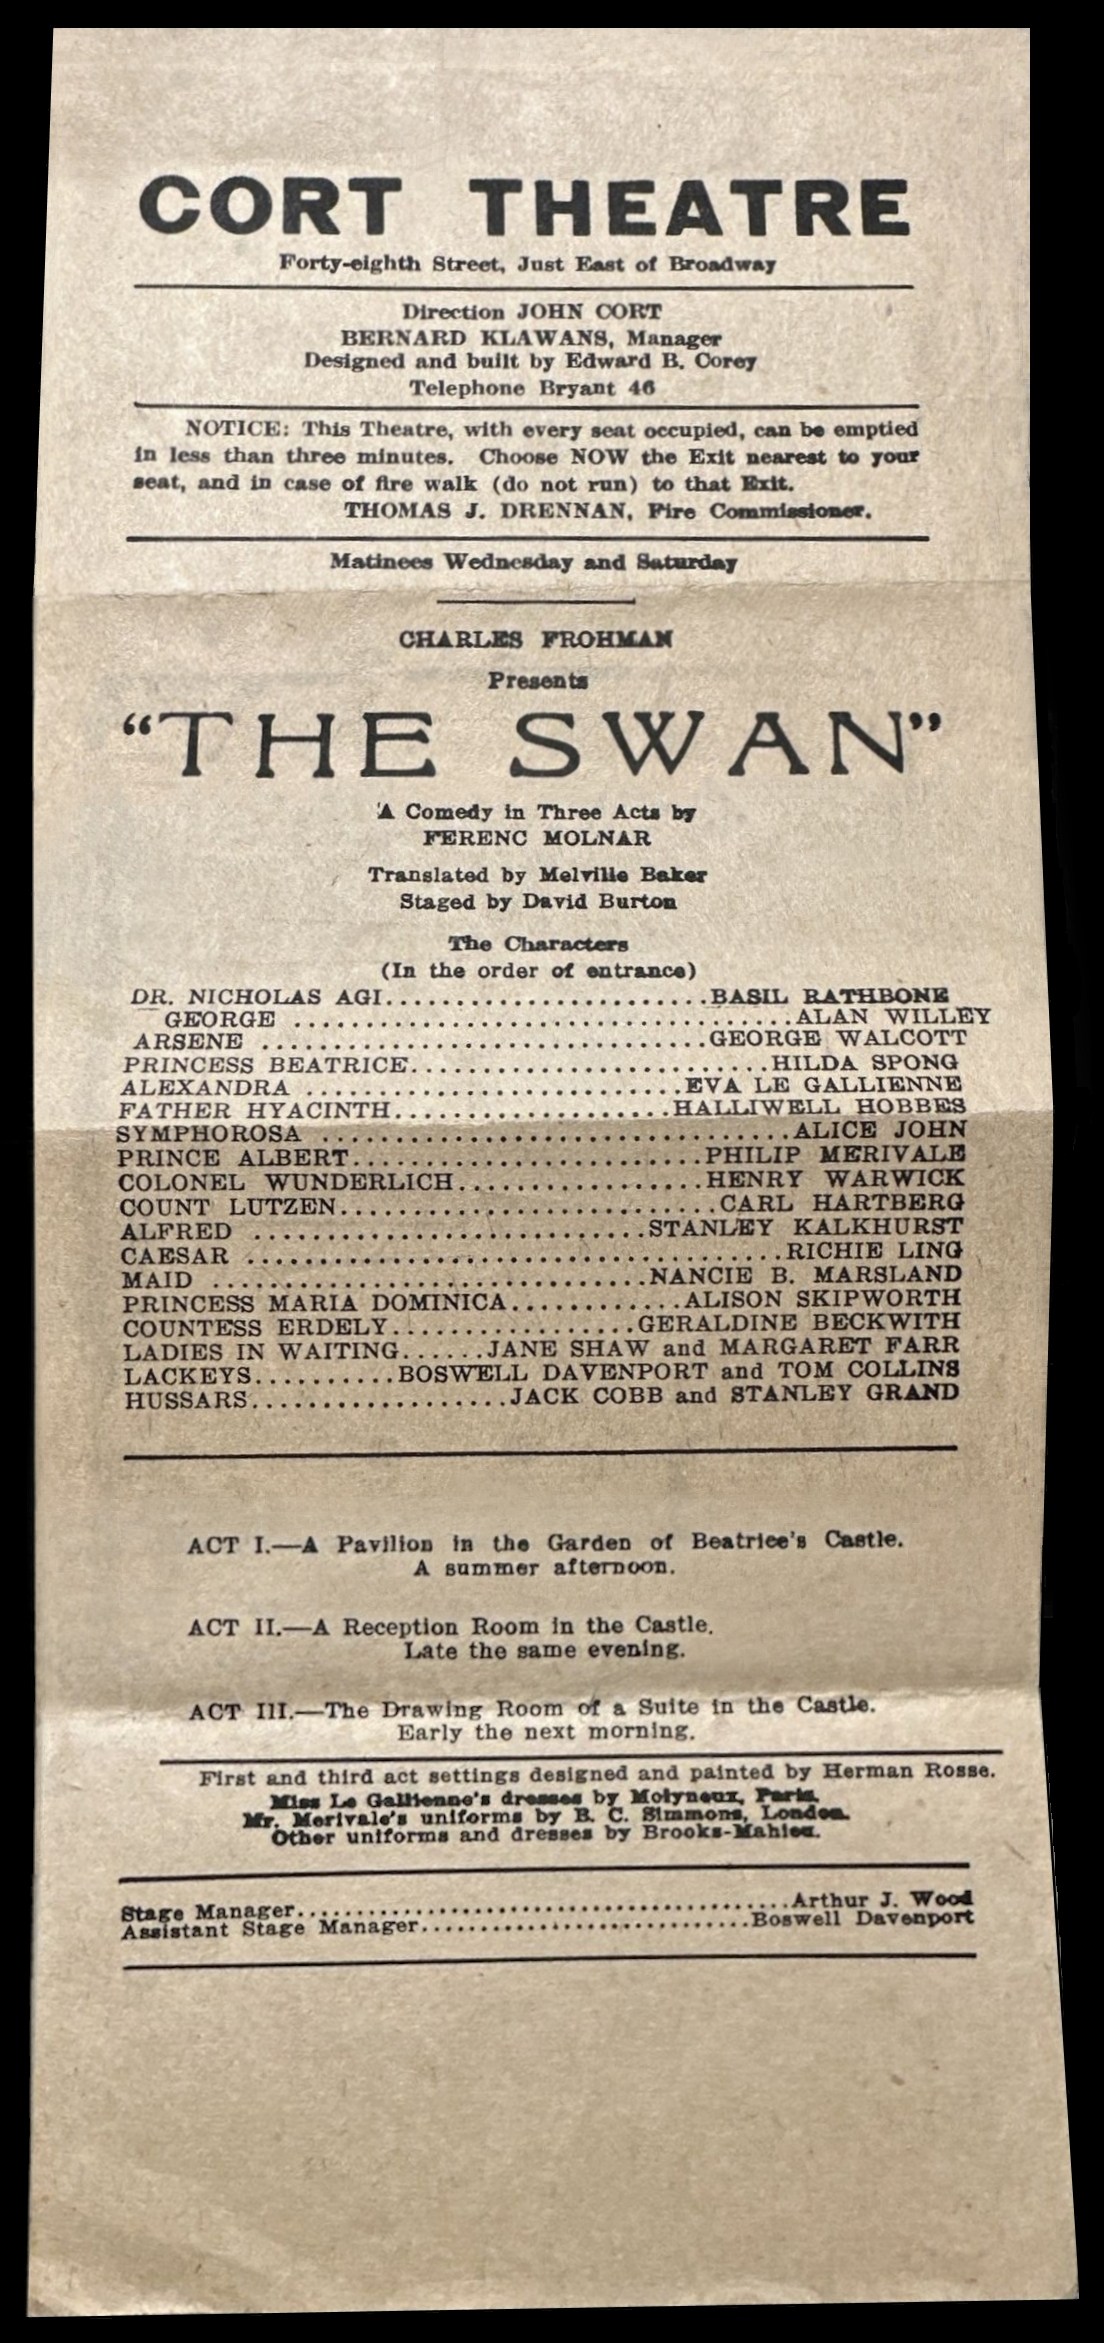 CORT THEATRE
Forty-eighth Street, Just East of Broadway
Direction JOHN CORT
BERNARD KLAWANS, Manager
Designed and built by Edward B. Corey
Telephone Bryant 46
NOTICE: This Theatre, with every seat occupied, can be emptied
in less than three minutes. Choose NOW the Exit nearest to your
seat, and in case of fire walk (do not run) to that Exit.
THOMAS J. DRENNAN, Fire Commissioner.
Matinees Wednesday and Saturday
CHARLES FROHMAN
Presents
"THE SWAN"
A Comedy in Three Acts by
FERENC MOLNAR
Translated by Melville Baker
Staged by David Burton
The Characters
(In the order of entrance)
DR. NICHOLAS AGI.......................BASIL RATHBONE
GEORGE ....................................ALAN WILLEY
ARSENE ................................GEORGE WALCOTT
PRINCESS BEATRICE.........................HILDA SPONG
ALEXANDRA ...........................EVA LE GALLIENNE
FATHER HYACINTH....................HALLIWELL HOBBES
SYMPHOROSA ..................................ALICE JOHN
PRINCE ALBERT.........................PHILIP MERIVALE
COLONEL WUNDERLICH..................HENRY WARWICK
COUNT LUTZEN...........................CARL HARTBERG
ALFRED ............................STANLEY KALKHURST
CAESAR ......................................RICHIE LING
MAID ...............................NANCIE B. MARSLAND
PRINCESS MARIA DOMINICA............ALISON SKIPWORTH
COUNTESS ERDELY.................GERALDINE BECKWITH
LADIES IN WAITING......JANE SHAW and MARGARET FARR
LACKEYS..........BOSWELL DAVENPORT and TOM COLLINS
HUSSARS..................JACK COBB and STANLEY GRAND
ACT I.—A Pavilion in the Garden of Beatrice's Castle.
A summer afternoon.
ACT II.—A Reception Room in the Castle.
Late the same evening.
ACT III.—The Drawing Room of a Suite in the Castle.
Early the next morning.
First and third act settings designed and painted by Herman Rosse.
Miss Le Gallienne's dresses by Molyneux, Paris.
Mr. Merivale's uniforms by B. C. Simmons, London.
Other uniforms and dresses by Brooks-Mahieu.
Stage Manager.........................................Arthur J. Wood
Assistant Stage Manager...........................Boswell Davenport